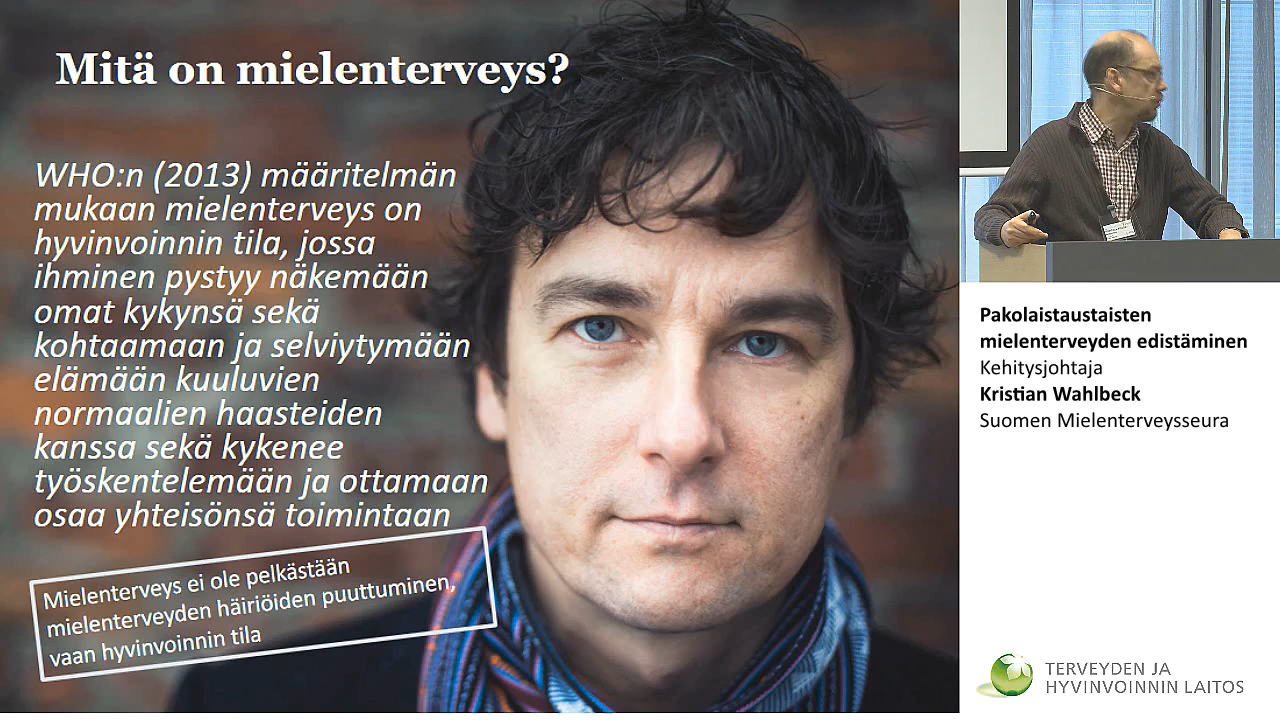 Mitä on mielenterveys?
WHO:n (2013) määritelmän
mukaan mielenterveys on
hyvinvoinnin tila, jossa
ihminen pystyy näkemään
omat kykynsä sekä
kohtaamaan ja selviytymään
elämään kuuluvien
normaalien haasteiden
kanssa sekä kykenee
työskentelemään ja ottamaan
osaa yhteisönsä toimintaan
Mielenterveys ei ole pelkästään
mielenterveyden häiriöiden puuttuminen,
vaan hyvinvoinnin tila
Pakolaistaustaisten
mielenterveyden edistäminen
Kehitysjohtaja
Kristian Wahlbeck
Suomen Mielenterveysseura
TERVEYDEN JA
HYVINVOINNIN LAITOS